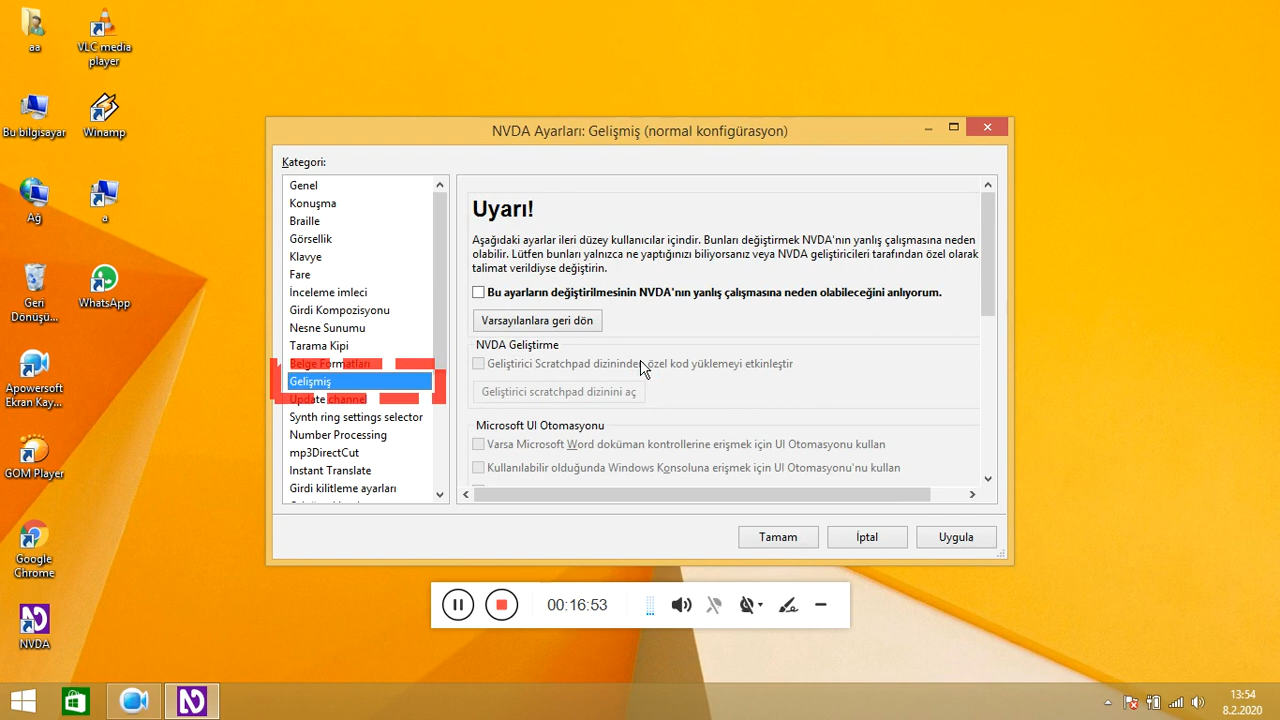 aa
VLC media
player
Bu bilgisayar
Winamp
Ağ
a
Geri
Dönüşü...
WhatsApp
Apowersoft
Ekran Kay...
GOM Player
Google
Chrome
NVDA
NVDA Ayarları: Gelişmiş (normal konfigürasyon)
Kategori:
Genel
Konuşma
Braille
Görsellik
Klavye
Fare
İnceleme imleci
Girdi Kompozisyonu
Nesne Sunumu
Tarama Kipi
Belge Formatları
Gelişmiş
Update channel
Synth ring settings selector
Number Processing
mp3DirectCut
Instant Translate
Girdi kilitleme ayarları
Uyarı!
Aşağıdaki ayarlar ileri düzey kullanıcılar içindir. Bunları değiştirmek NVDA'nın yanlış çalışmasına neden
olabilir. Lütfen bunları yalnızca ne yaptığınızı biliyorsanız veya NVDA geliştiricileri tarafından özel olarak
talimat verildiyse değiştirin.
Bu ayarların değiştirilmesinin NVDA'nın yanlış çalışmasına neden olabileceğini anlıyorum.
Varsayılanlara geri dön
NVDA Geliştirme
Geliştirici Scratchpad dizininden özel kod yüklemeyi etkinleştir
Geliştirici scratchpad dizinini aç
Microsoft UI Otomasyonu
Varsa Microsoft Word doküman kontrollerine erişmek için UI Otomasyonu kullan
Kullanılabilir olduğunda Windows Konsoluna erişmek için UI Otomasyonu'nu kullan
Tamam
İptal
Uygula
00:16:53
13:54
8.2.2020